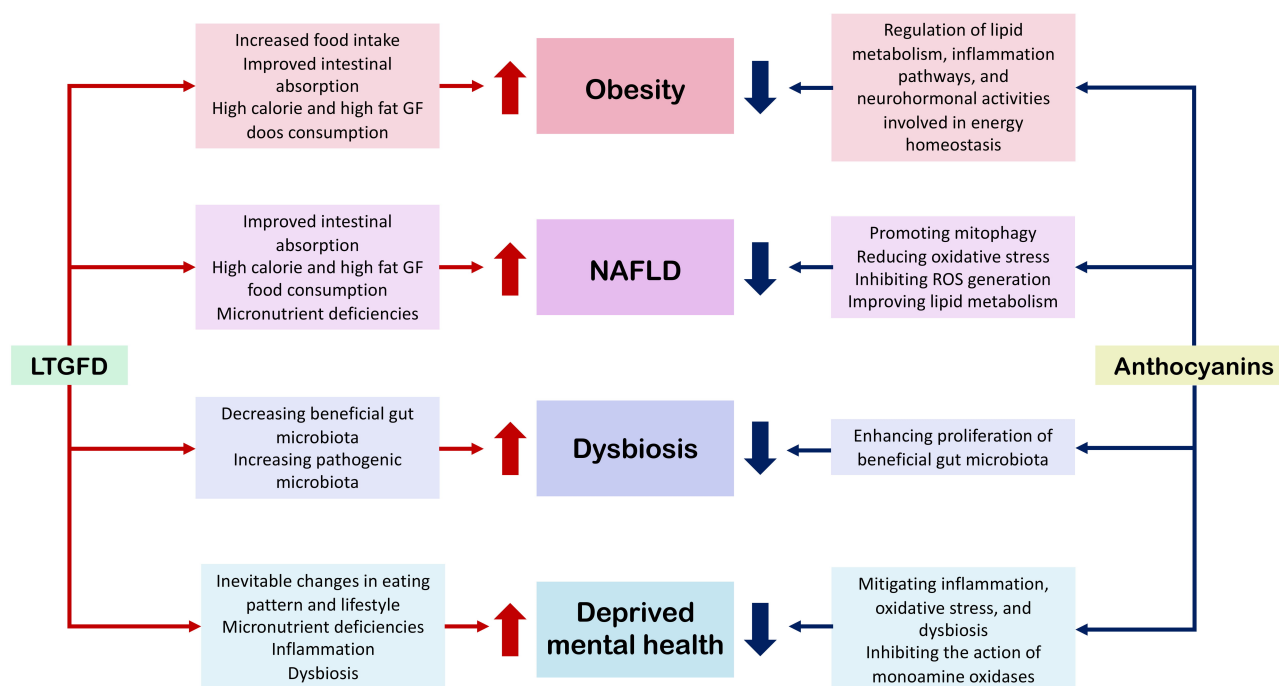 Increased food intake
Improved intestinal
absorption
High calorie and high fat GF
doos consumption
Obesity
Regulation of lipid
metabolism, inflammation
pathways, and
neurohormonal activities
involved in energy
homeostasis
Improved intestinal
absorption
High calorie and high fat GF
food consumption
Micronutrient deficiencies
NAFLD
Promoting mitophagy
Reducing oxidative stress
Inhibiting ROS generation
Improving lipid metabolism
LTGFD
Anthocyanins
Decreasing beneficial gut
microbiota
Increasing pathogenic
microbiota
Dysbiosis
Enhancing proliferation of
beneficial gut microbiota
Inevitable changes in eating
pattern and lifestyle
Micronutrient deficiencies
Inflammation
Dysbiosis
Deprived
mental health
Mitigating inflammation,
oxidative stress, and
dysbiosis
Inhibiting the action of
monoamine oxidases